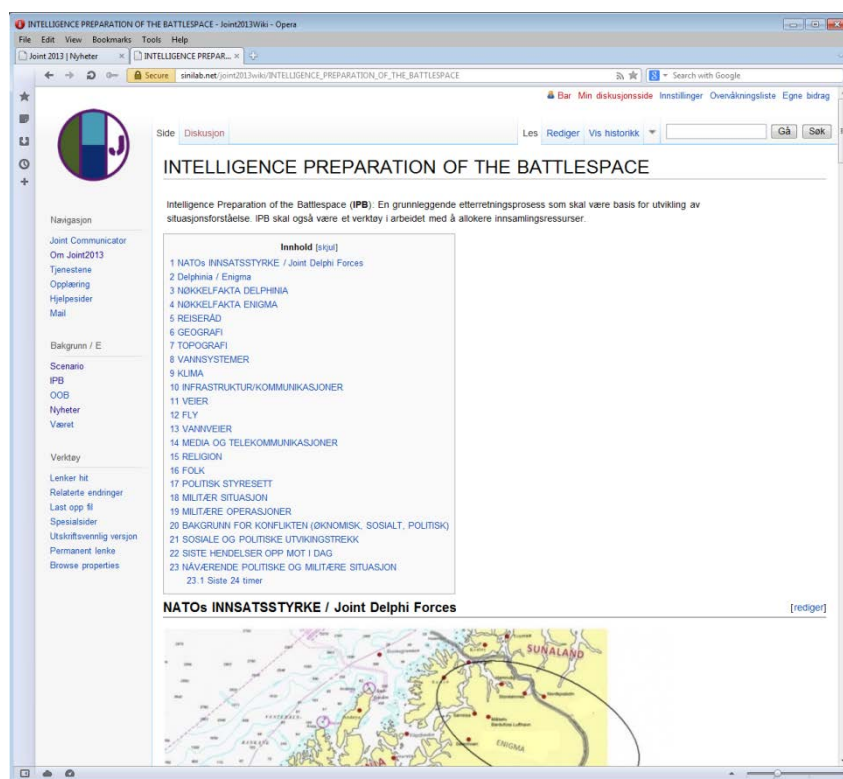 INTELLIGENCE PREPARATION OF THE BATTLESPACE - Joint2013Wiki - Opera
File Edit View Bookmarks Tools Help
Joint 2013 | Nyheter
INTELLIGENCE PREPAR...
Secure sinilab.net/joint2013wiki/INTELLIGENCE_PREPARATION_OF_THE_BATTLESPACE
Search with Google
Bar Min diskusjonsside Innstillinger Overvåkningsliste Egne bidrag
Side Diskusjon
Les Rediger Vis historikk
Gå Søk
J
INTELLIGENCE PREPARATION OF THE BATTLESPACE
Intelligence Preparation of the Battlespace (IPB): En grunnleggende etterretningsprosess som skal være basis for utvikling av
situasjonsforståelse. IPB skal også være et verktøy i arbeidet med å allokere innsamlingsressurser.
Navigasjon
Joint Communicator
Om Joint2013
Tjenestene
Opplæring
Hjelpesider
Mail
Bakgrunn / E
Scenario
IPB
OOB
Nyheter
Været
Verktøy
Lenker hit
Relaterte endringer
Last opp fil
Spesialsider
Utskriftsvennlig versjon
Permanent lenke
Browse properties
Innhold [skjul]
1 NATOs INNSATSSTYRKE / Joint Delphi Forces
2 Delphinia / Enigma
3 NØKKELFAKTA DELPHINIA
4 NØKKELFAKTA ENIGMA
5 REISERÅD
6 GEOGRAFI
7 TOPOGRAFI
8 VANNSYSTEMER
9 KLIMA
10 INFRASTRUKTUR/KOMMUNIKASJONER
11 VEIER
12 FLY
13 VANNVEIER
14 MEDIA OG TELEKOMMUNIKASJONER
15 RELIGION
16 FOLK
17 POLITISK STYRESETT
18 MILITÆR SITUASJON
19 MILITÆRE OPERASJONER
20 BAKGRUNN FOR KONFLIKTEN (ØKNOMISK, SOSIALT, POLITISK)
21 SOSIALE OG POLITISKE UTVIKINGSTREKK
22 SISTE HENDELSER OPP MOT I DAG
23 NÅVÆRENDE POLITISKE OG MILITÆRE SITUASJON
23.1 Siste 24 timer
NATOs INNSATSSTYRKE / Joint Delphi Forces
[rediger]
SUNALAND
ENIGMA